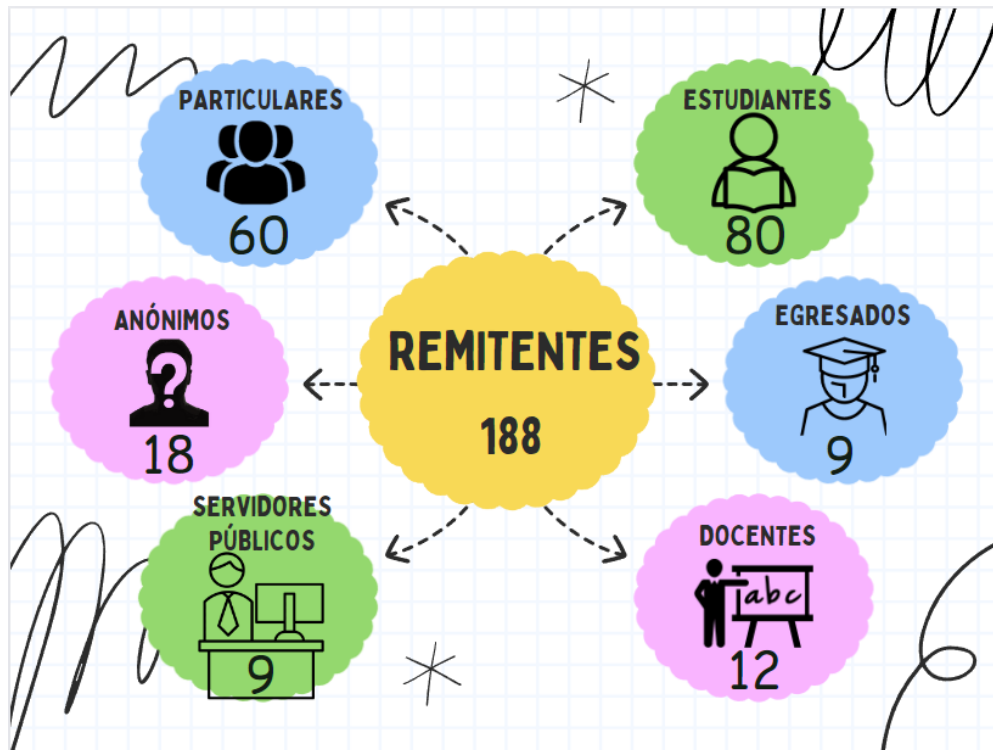 PARTICULARES
60
ESTUDIANTES
80
ANÓNIMOS
18
REMITENTES
188
EGRESADOS
9
SERVIDORES
PÚBLICOS
9
DOCENTES
abc
12